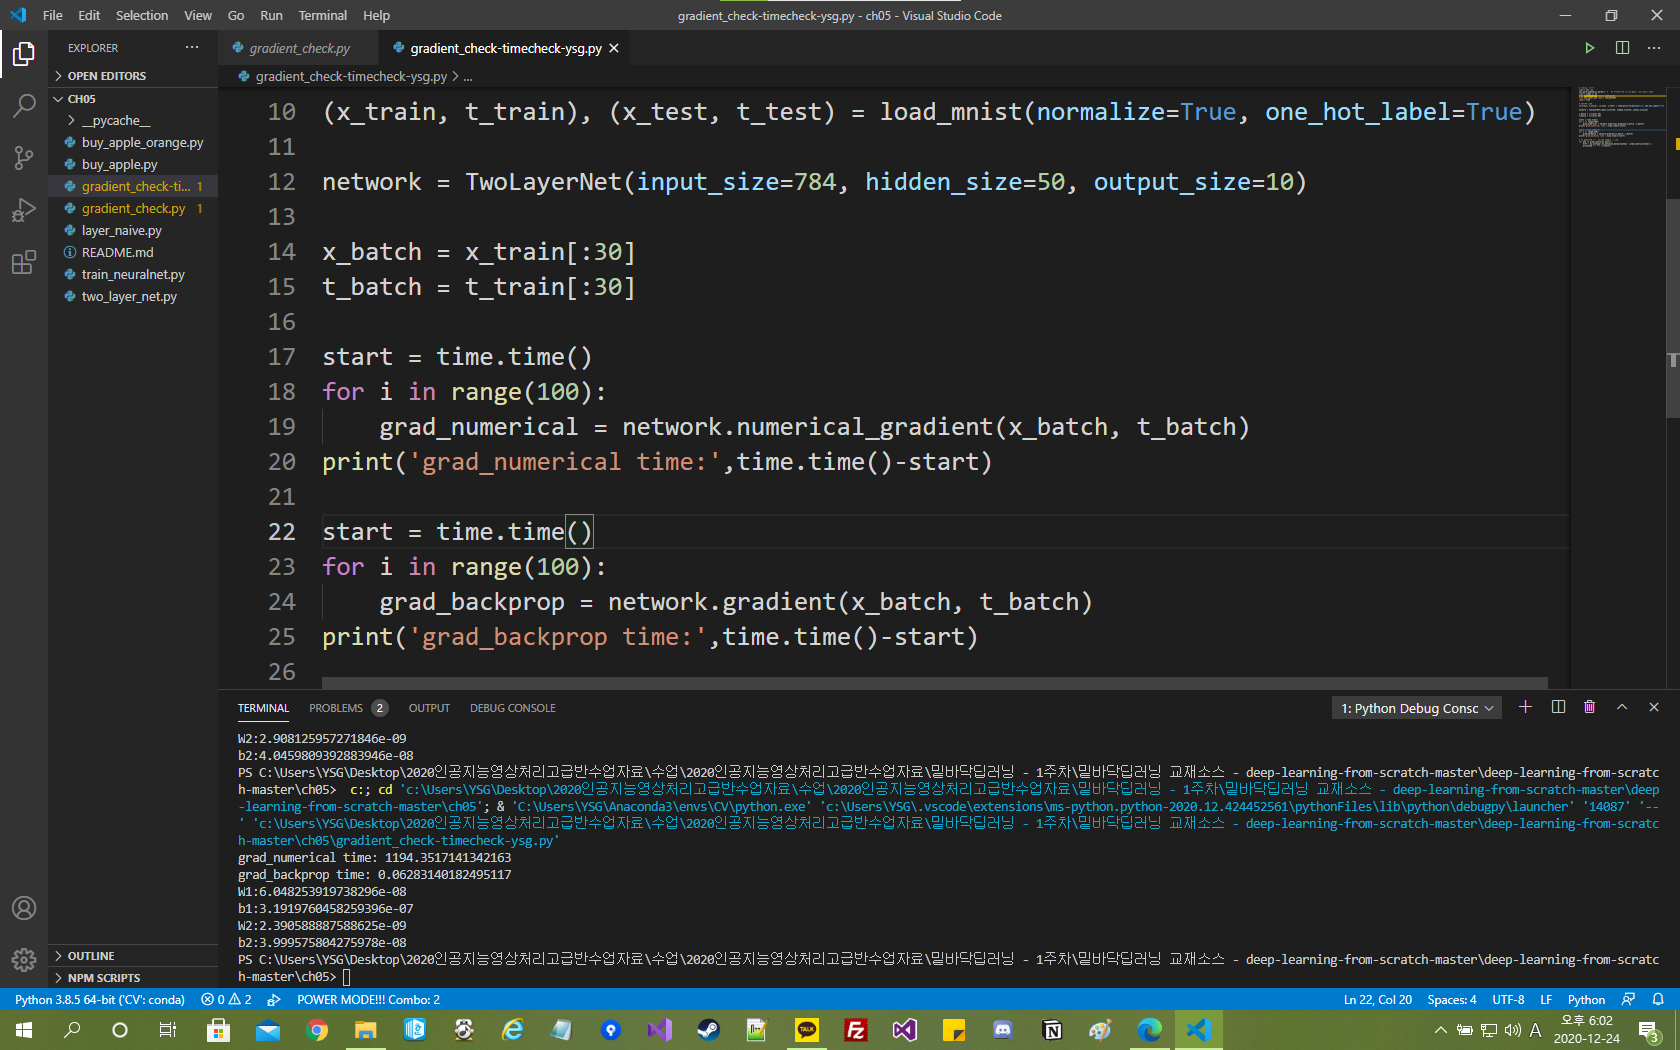 File Edit Selection View Go Run Terminal Help
gradient_check-timecheck-ysg.py - ch05 - Visual Studio Code
EXPLORER ...
OPEN EDITORS
CH05
__pycache__
buy_apple_orange.py
buy_apple.py
gradient_check-ti... 1
gradient_check.py 1
layer_naive.py
README.md
train_neuralnet.py
two_layer_net.py
OUTLINE
NPM SCRIPTS
gradient_check.py
gradient_check-timecheck-ysg.py
gradient_check-timecheck-ysg.py > ...
10 (x_train, t_train), (x_test, t_test) = load_mnist(normalize=True, one_hot_label=True)
11
12 network = TwoLayerNet(input_size=784, hidden_size=50, output_size=10)
13
14 x_batch = x_train[:30]
15 t_batch = t_train[:30]
16
17 start = time.time()
18 for i in range(100):
19 grad_numerical = network.numerical_gradient(x_batch, t_batch)
20 print('grad_numerical time:',time.time()-start)
21
22 start = time.time()
23 for i in range(100):
24 grad_backprop = network.gradient(x_batch, t_batch)
25 print('grad_backprop time:',time.time()-start)
26
TERMINAL PROBLEMS 2 OUTPUT DEBUG CONSOLE
1: Python Debug Consc
W2:2.908125957271846e-09
b2:4.0459809392883946e-08
PS C:\Users\YSG\Desktop\2020인공지능영상처리고급반수업자료\수업\2020인공지능영상처리고급반수업자료\밑바닥딥러닝 - 1주차\밑바닥딥러닝 교재소스 - deep-learning-from-scratch-master\deep-learning-from-scratc
h-master\ch05>  c:; cd 'c:\Users\YSG\Desktop\2020인공지능영상처리고급반수업자료\수업\2020인공지능영상처리고급반수업자료\밑바닥딥러닝 - 1주차\밑바닥딥러닝 교재소스 - deep-learning-from-scratch-master\deep
-learning-from-scratch-master\ch05'; & 'C:\Users\YSG\Anaconda3\envs\CV\python.exe' 'c:\Users\YSG\.vscode\extensions\ms-python.python-2020.12.424452561\pythonFiles\lib\python\debugpy\launcher' '14087' '--
' 'c:\Users\YSG\Desktop\2020인공지능영상처리고급반수업자료\수업\2020인공지능영상처리고급반수업자료\밑바닥딥러닝 - 1주차\밑바닥딥러닝 교재소스 - deep-learning-from-scratch-master\deep-learning-from-scratc
h-master\ch05\gradient_check-timecheck-ysg.py'
grad_numerical time: 1194.3517141342163
grad_backprop time: 0.06283140182495117
W1:6.048253919738296e-08
b1:3.1919760458259396e-07
W2:2.390588887588625e-09
b2:3.999575804275978e-08
PS C:\Users\YSG\Desktop\2020인공지능영상처리고급반수업자료\수업\2020인공지능영상처리고급반수업자료\밑바닥딥러닝 - 1주차\밑바닥딥러닝 교재소스 - deep-learning-from-scratch-master\deep-learning-from-scratc
h-master\ch05>
Python 3.8.5 64-bit ('CV': conda) 0 2 POWER MODE!!! Combo: 2 Ln 22, Col 20 Spaces: 4 UTF-8 LF Python
TALK
A
오후 6:02
2020-12-24
3